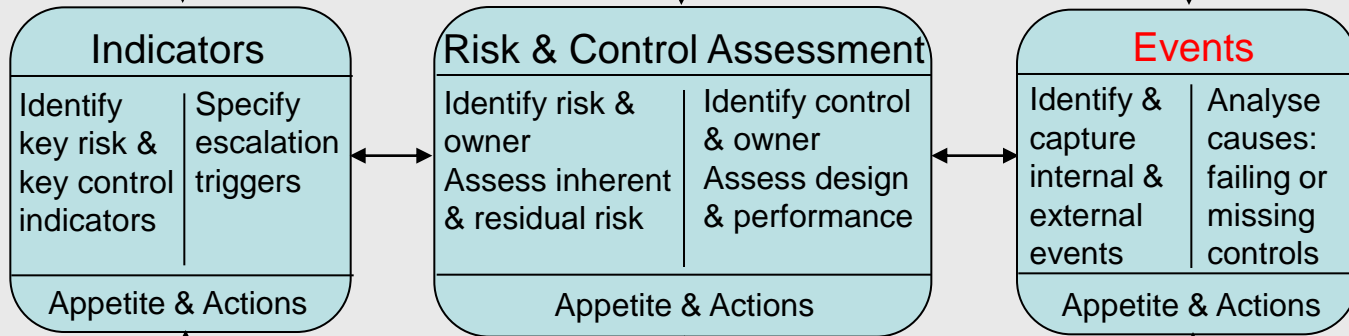 Indicators
Identify
key risk &
key control
indicators
Specify
escalation
triggers
Appetite & Actions
Risk & Control Assessment
Identify risk &
owner
Assess inherent
& residual risk
Identify control
& owner
Assess design
& performance
Appetite & Actions
Events
Identify &
capture
internal &
external
events
Analyse
causes:
failing or
missing
controls
Appetite & Actions